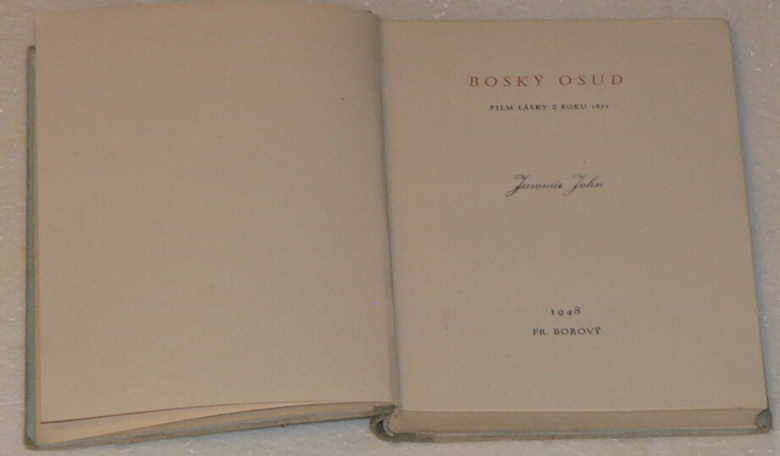 BOSKÝ OSUD
FILM LÁSKY Z ROKU
Jaromír John
1948
FR. BOROVÝ